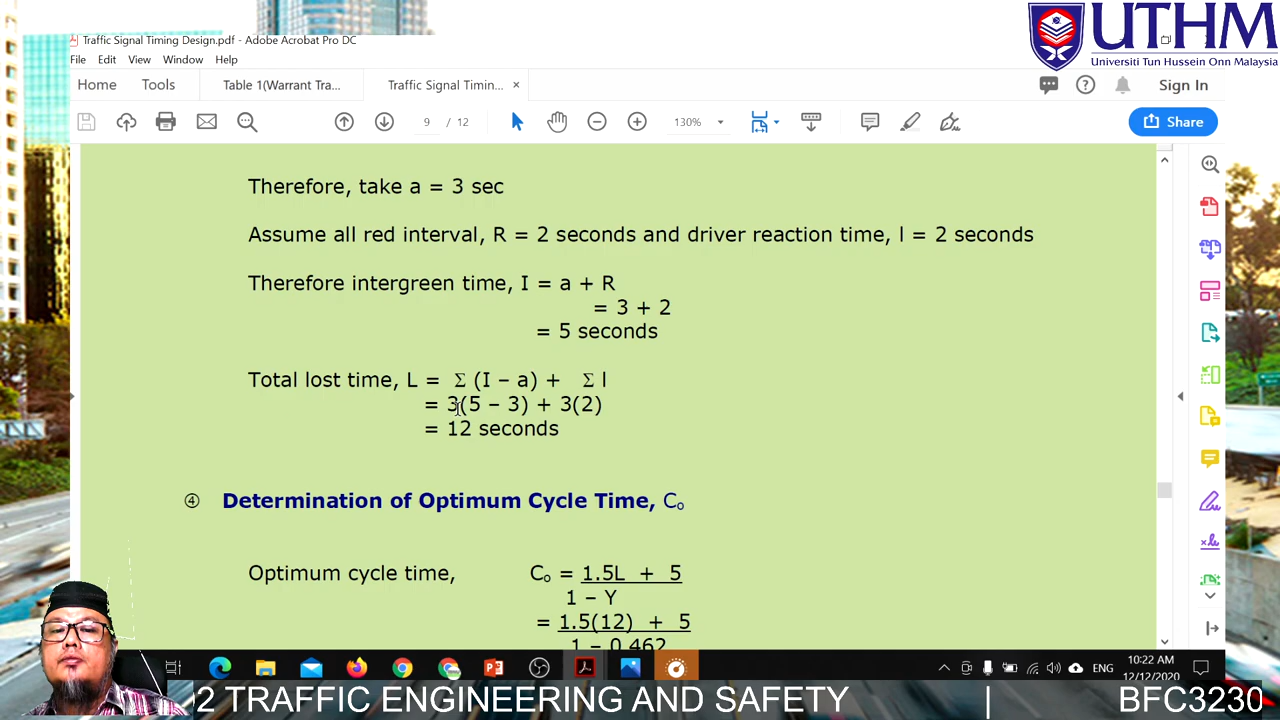 UTHM
Universiti Tun Hussein Onn Malaysia
Traffic Signal Timing Design.pdf - Adobe Acrobat Pro DC
File Edit View Window Help
Home Tools Table 1(Warrant Tra... Traffic Signal Timin... ×
Sign In
9 / 12
130%
Share
Therefore, take a = 3 sec
Assume all red interval, R = 2 seconds and driver reaction time, l = 2 seconds
Therefore intergreen time, I = a + R
= 3 + 2
= 5 seconds
Total lost time, L = Σ (I – a) + Σ l
= 3(5 – 3) + 3(2)
= 12 seconds
④ Determination of Optimum Cycle Time, Co
Optimum cycle time, Co = 1.5L + 5
1 – Y
= 1.5(12) + 5
1 – 0.462
ENG
10:22 AM
12/12/2020
2 TRAFFIC ENGINEERING AND SAFETY | BFC3230